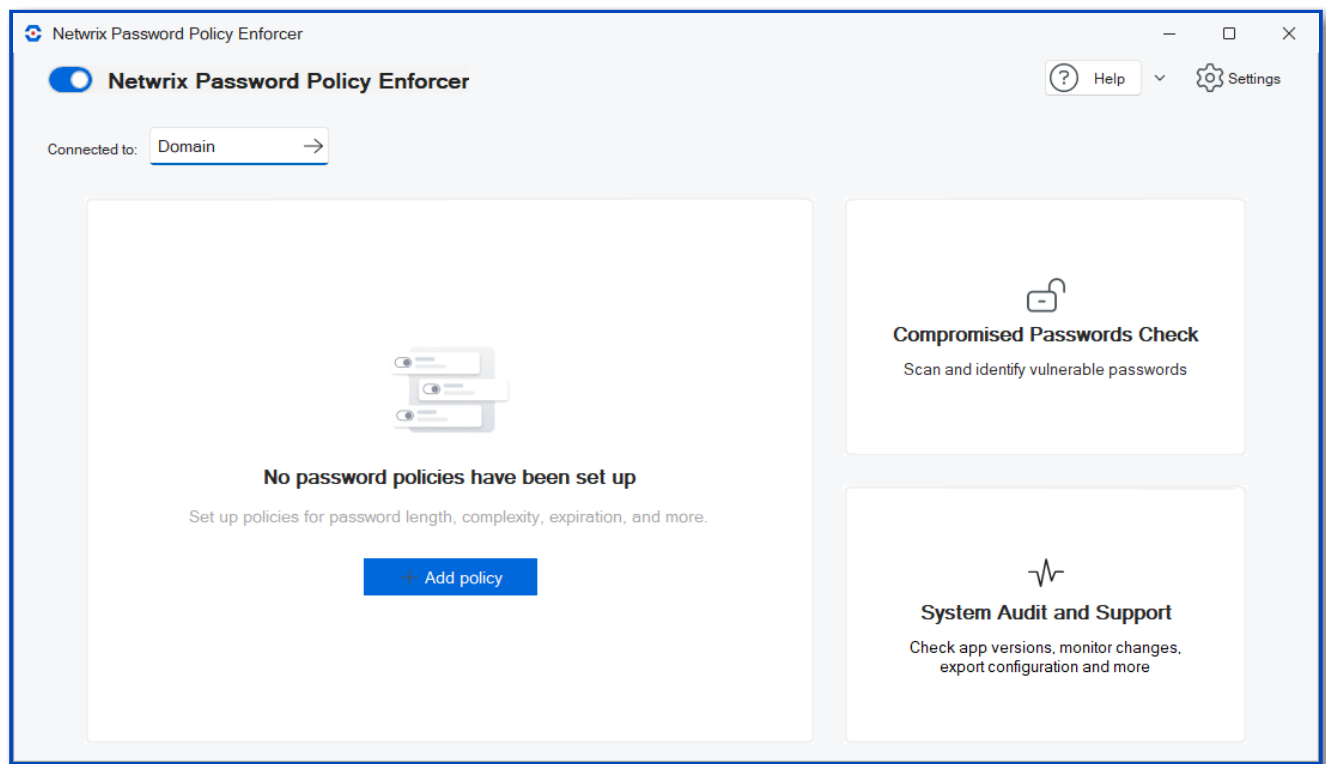 Netwrix Password Policy Enforcer
Netwrix Password Policy Enforcer
? Help
Settings
Connected to:
Domain
No password policies have been set up
Set up policies for password length, complexity, expiration, and more.
Add policy
Compromised Passwords Check
Scan and identify vulnerable passwords
System Audit and Support
Check app versions, monitor changes,
export configuration and more